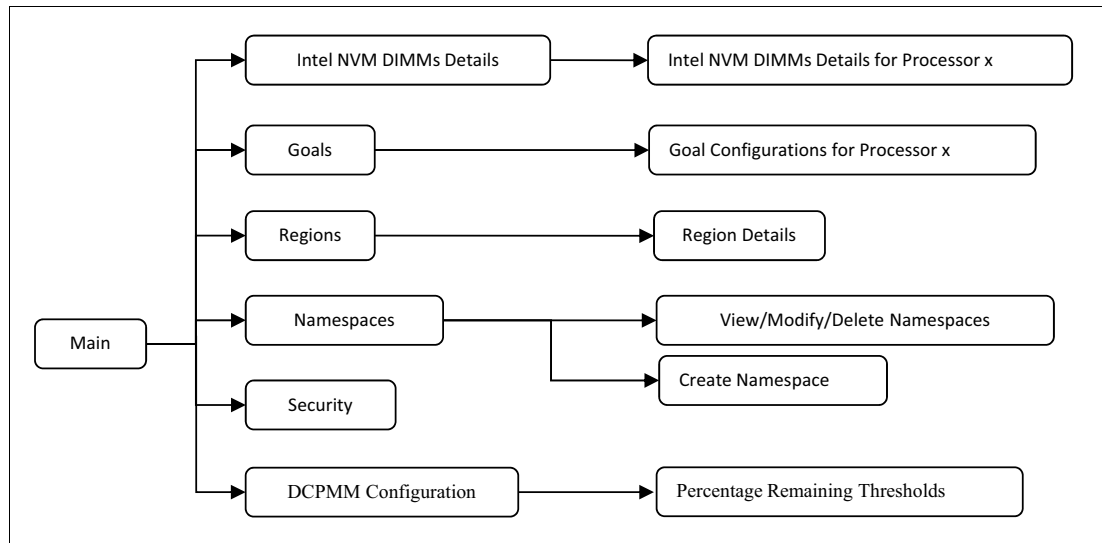 Intel NVM DIMMs Details
Intel NVM DIMMs Details for Processor x
Goals
Goal Configurations for Processor x
Regions
Region Details
Namespaces
View/Modify/Delete Namespaces
Main
Create Namespace
Security
DCPMM Configuration
Percentage Remaining Thresholds